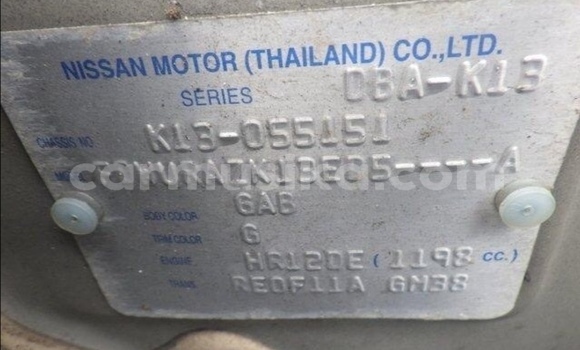 NISSAN MOTOR (THAILAND) CO.,LTD.
SERIES DBA-K13
CHASSIS NO K13-055151
BODY COLOR GAB
TRIM COLOR G
ENGINE HR12DE (1198 cc.)
TRANS RE0F11A GM38